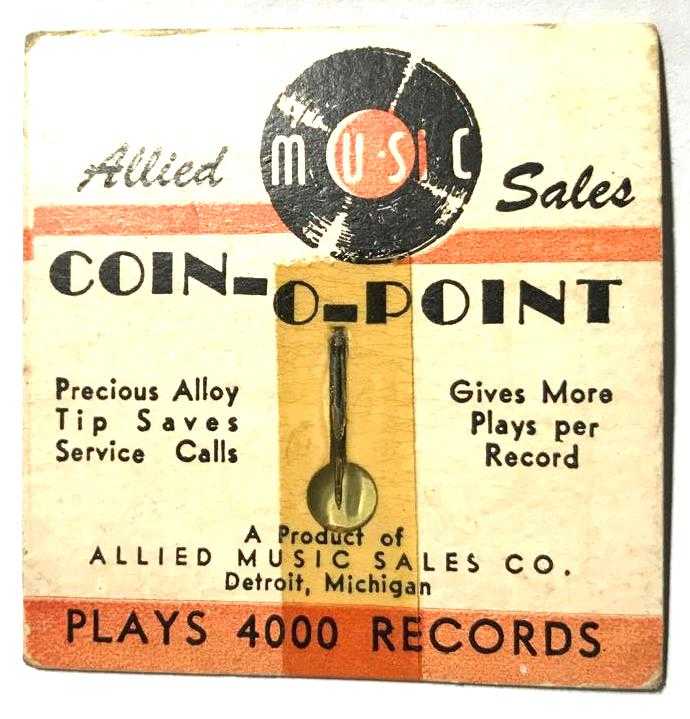 Allied MUSIC Sales
COIN-O-POINT
Precious Alloy
Tip Saves
Service Calls
Gives More
Plays per
Record
A Product of
ALLIED MUSIC SALES CO.
Detroit, Michigan
PLAYS 4000 RECORDS